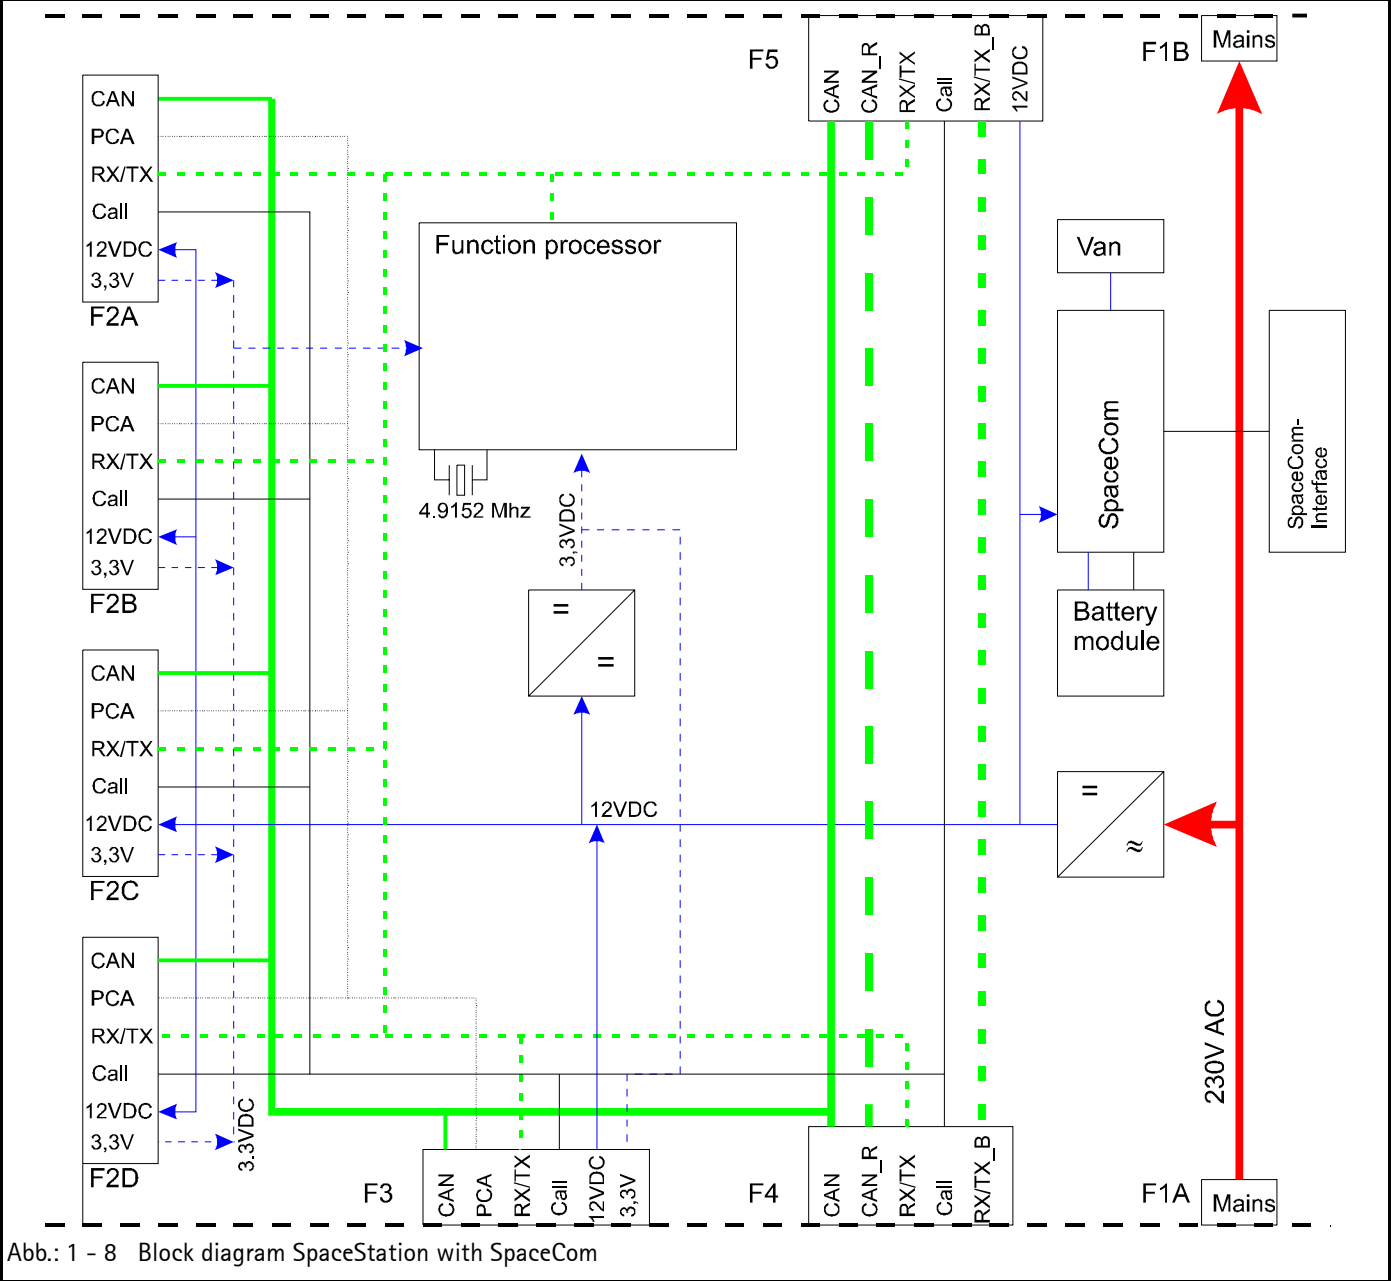 F5
CAN
CAN_R
RX/TX
Call
RX/TX_B
12VDC
F1B
Mains
CAN
PCA
RX/TX
Call
12VDC
3,3V
F2A
Function processor
4.9152 Mhz
Van
SpaceCom
SpaceCom-
Interface
Battery
module
CAN
PCA
RX/TX
Call
12VDC
3,3V
F2B
3,3VDC
=
=
CAN
PCA
RX/TX
Call
12VDC
3,3V
F2C
12VDC
=
≈
CAN
PCA
RX/TX
Call
12VDC
3,3V
F2D
3.3VDC
230V AC
F3
CAN
PCA
RX/TX
Call
12VDC
3,3V
F4
CAN
CAN_R
RX/TX
Call
RX/TX_B
F1A
Mains
Abb.: 1 - 8 Block diagram SpaceStation with SpaceCom